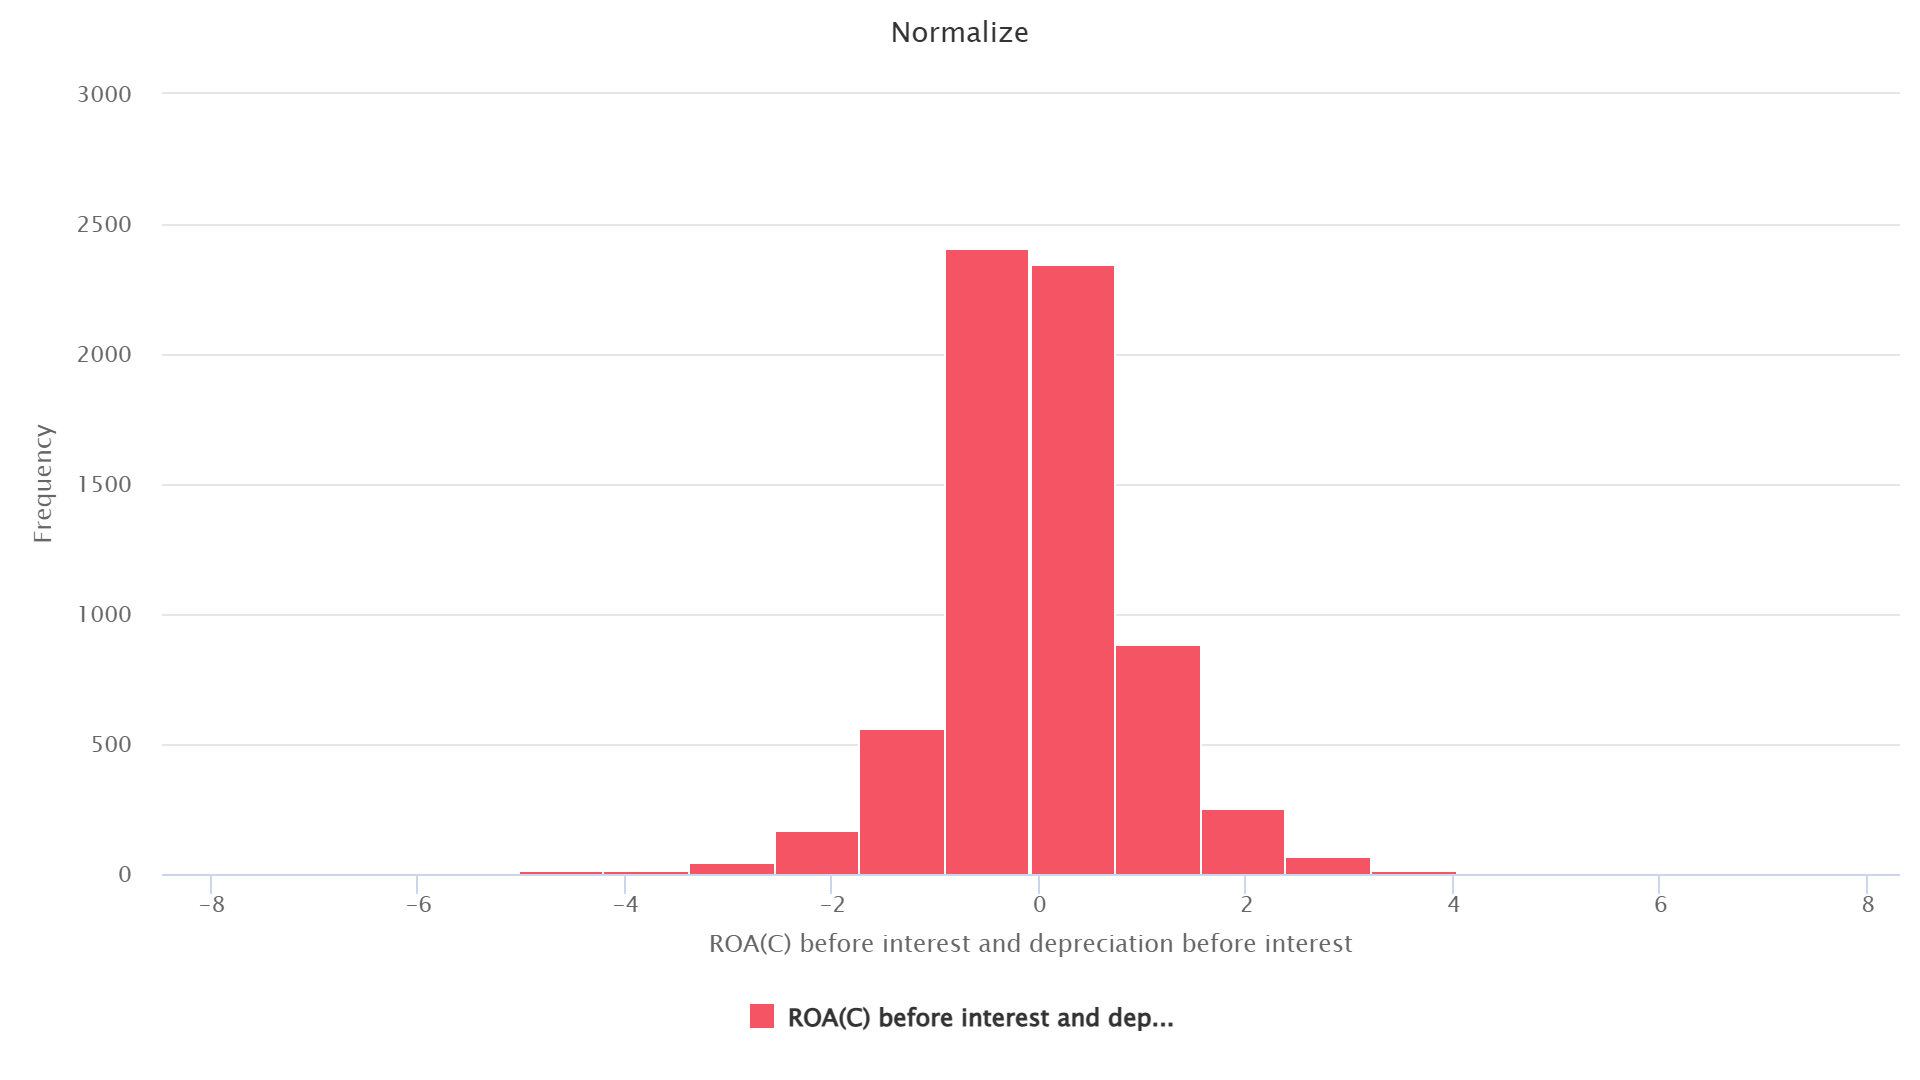 Normalize
3000
2500
2000
1500
1000
500
0
Frequency
-8 -6 -4 -2 0 2 4 6 8
ROA(C) before interest and depreciation before interest
ROA(C) before interest and dep...